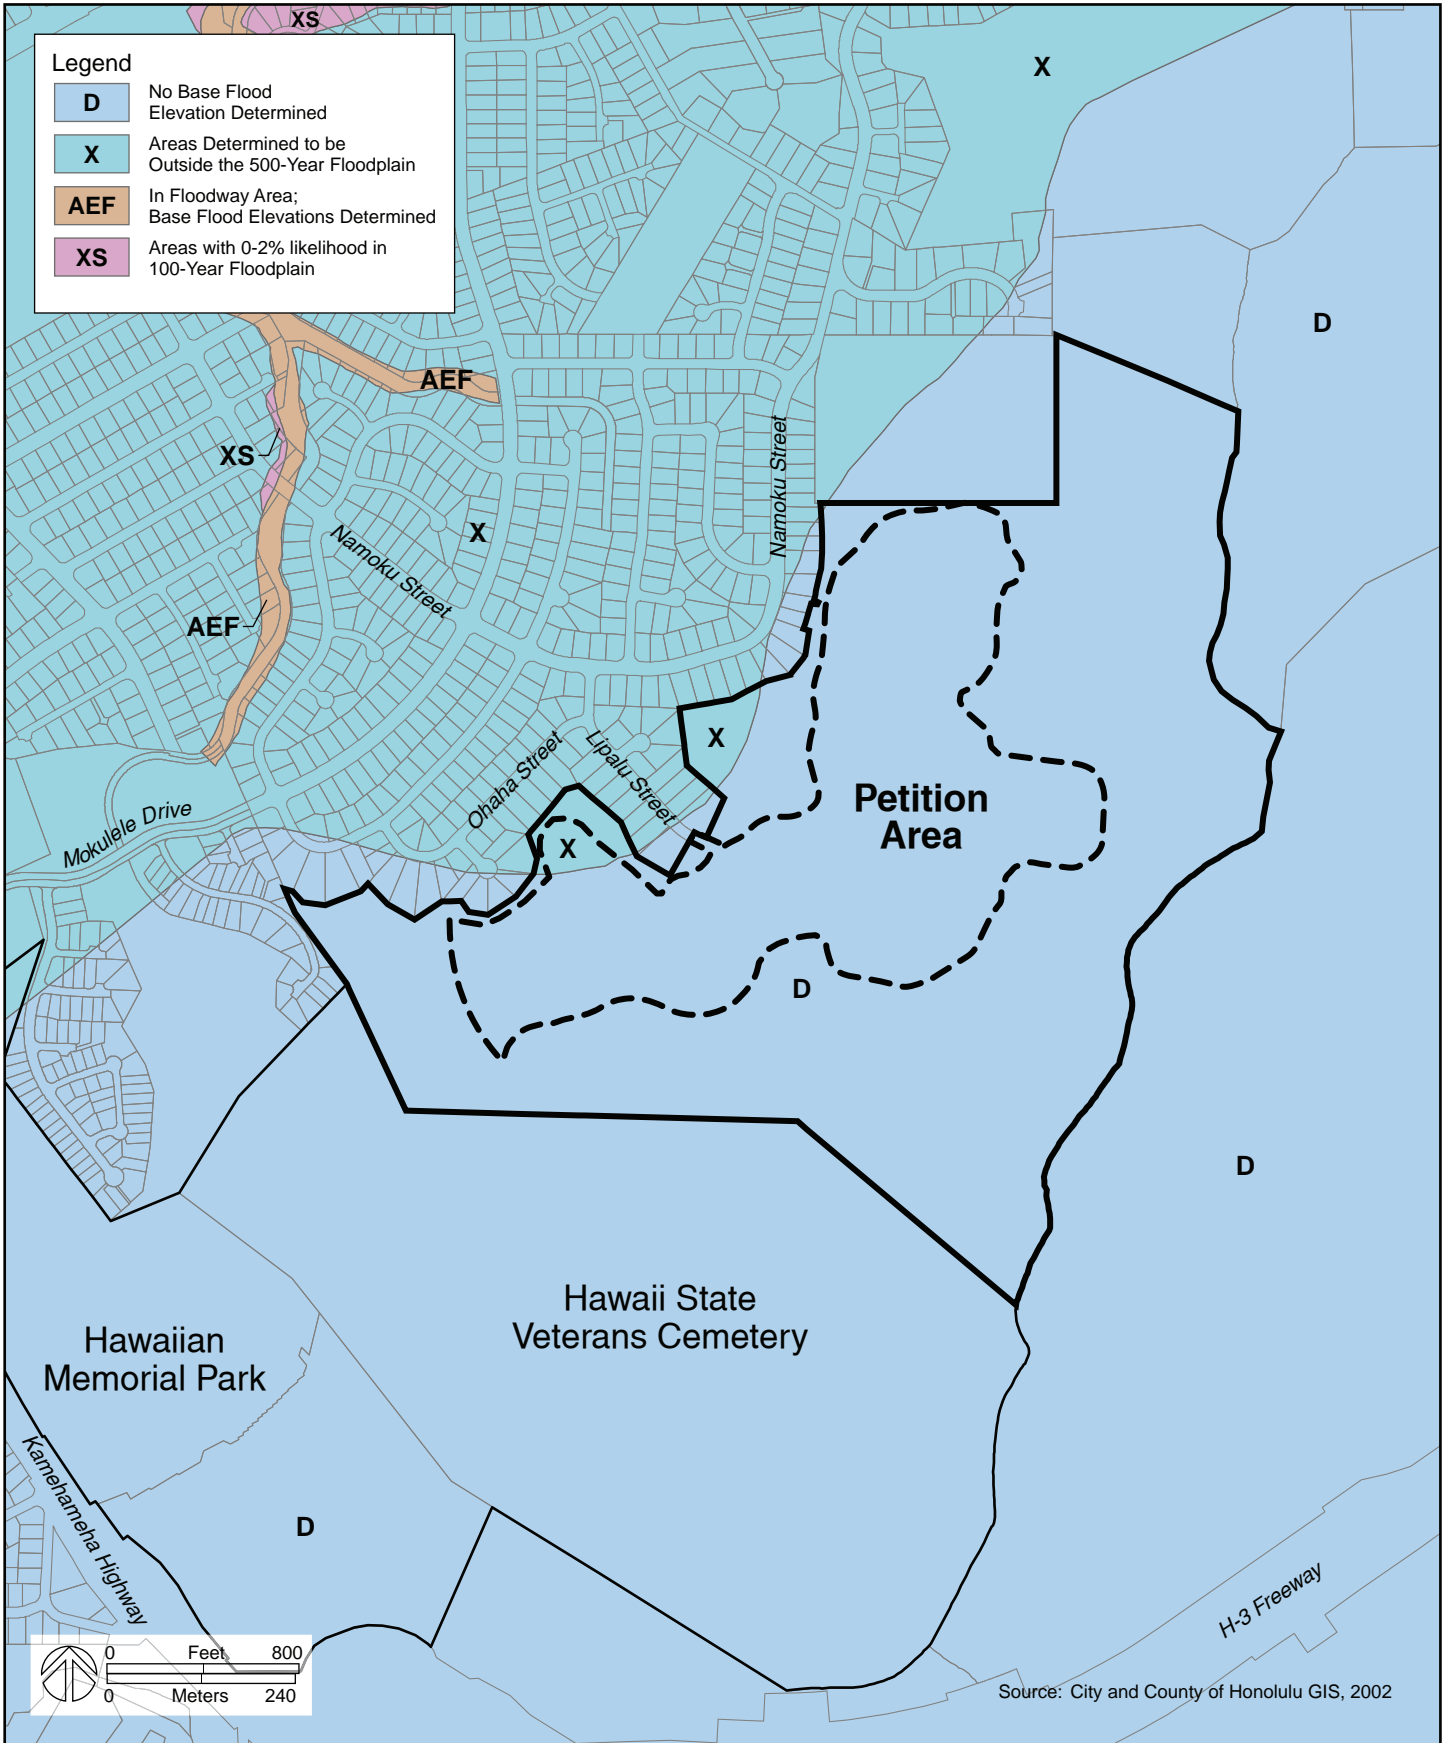 XS
Legend
D
No Base Flood
Elevation Determined
X
Areas Determined to be
Outside the 500-Year Floodplain
AEF
In Floodway Area;
Base Flood Elevations Determined
XS
Areas with 0-2% likelihood in
100-Year Floodplain
X
D
AEF
XS
Namoku Street
X
Namoku Street
AEF
X
Ohaha Street
Lipalu Street
Mokulele Drive
X
Petition
Area
D
D
Hawaii State
Veterans Cemetery
Hawaiian
Memorial Park
Kamehameha Highway
D
H-3 Freeway
0 Feet 800
0 Meters 240
Source: City and County of Honolulu GIS, 2002